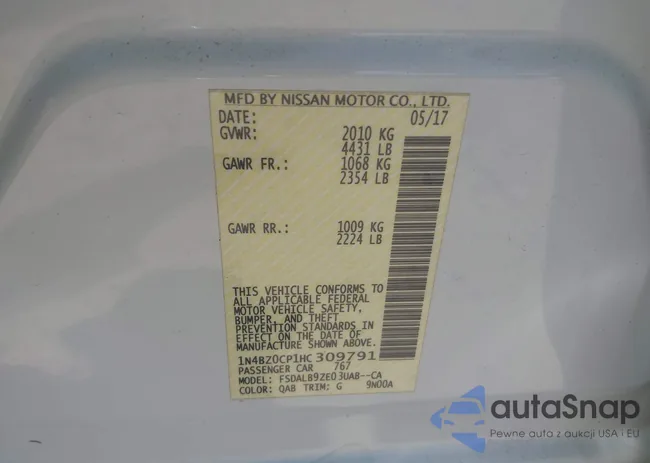 MFD BY NISSAN MOTOR CO., LTD.
DATE: 05/17
GVWR: 2010 KG
4431 LB
GAWR FR.: 1068 KG
2354 LB
GAWR RR.: 1009 KG
2224 LB
THIS VEHICLE CONFORMS TO
ALL APPLICABLE FEDERAL
MOTOR VEHICLE SAFETY,
BUMPER, AND THEFT
PREVENTION STANDARDS IN
EFFECT ON THE DATE OF
MANUFACTURE SHOWN ABOVE.
1N4BZ0CP1HC 309791
PASSENGER CAR 767
MODEL: FSDALB9ZE03UAB--CA
COLOR: QAB TRIM: G 9N00A
autaSnap
Pewne auta z aukcji USA i EU